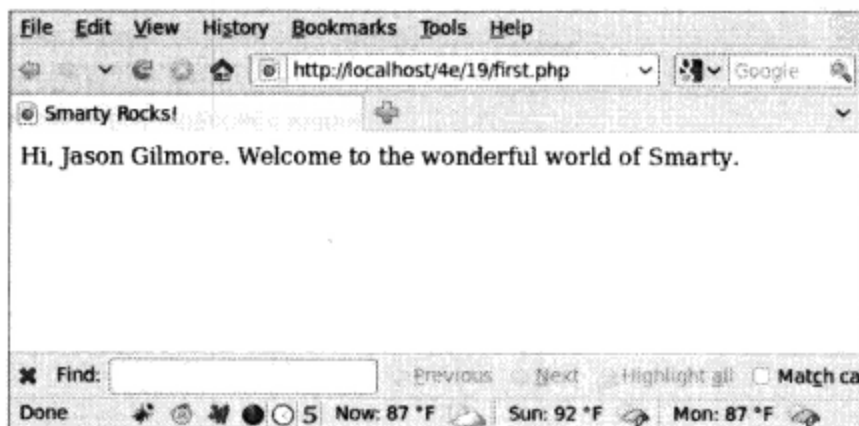 File Edit View History Bookmarks Tools Help
http://localhost/4e/19/first.php Google
Smarty Rocks!
Hi, Jason Gilmore. Welcome to the wonderful world of Smarty.
Find: Previous Next Highlight all Match ca
Done 5 Now: 87 °F Sun: 92 °F Mon: 87 °F